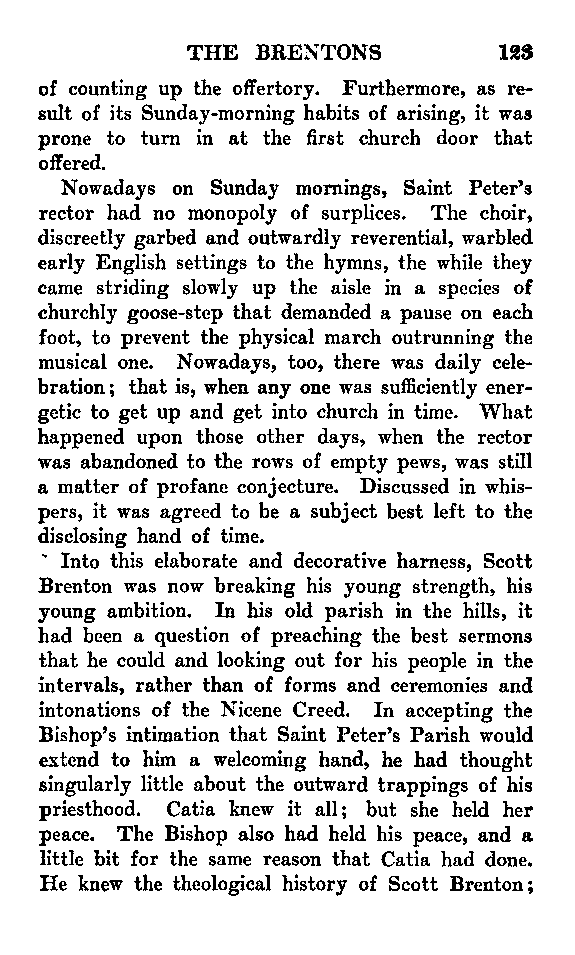 THE BRENTONS 123
of counting up the offertory. Furthermore, as re-
sult of its Sunday-morning habits of arising, it was
prone to turn in at the first church door that
offered.
Nowadays on Sunday mornings, Saint Peter's
rector had no monopoly of surplices. The choir,
discreetly garbed and outwardly reverential, warbled
early English settings to the hymns, the while they
came striding slowly up the aisle in a species of
churchly goose-step that demanded a pause on each
foot, to prevent the physical march outrunning the
musical one. Nowadays, too, there was daily cele-
bration; that is, when any one was sufficiently ener-
getic to get up and get into church in time. What
happened upon those other days, when the rector
was abandoned to the rows of empty pews, was still
a matter of profane conjecture. Discussed in whis-
pers, it was agreed to be a subject best left to the
disclosing hand of time.
Into this elaborate and decorative harness, Scott
Brenton was now breaking his young strength, his
young ambition. In his old parish in the hills, it
had been a question of preaching the best sermons
that he could and looking out for his people in the
intervals, rather than of forms and ceremonies and
intonations of the Nicene Creed. In accepting the
Bishop's intimation that Saint Peter's Parish would
extend to him a welcoming hand, he had thought
singularly little about the outward trappings of his
priesthood. Catia knew it all; but she held her
peace. The Bishop also had held his peace, and a
little bit for the same reason that Catia had done.
He knew the theological history of Scott Brenton;